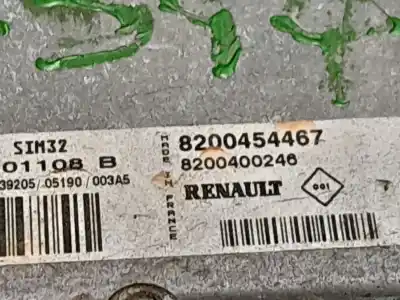 SIM32
01108 B
39205/05190/003A5
MADE IN FRANCE
8200454467
8200400246
RENAULT
001